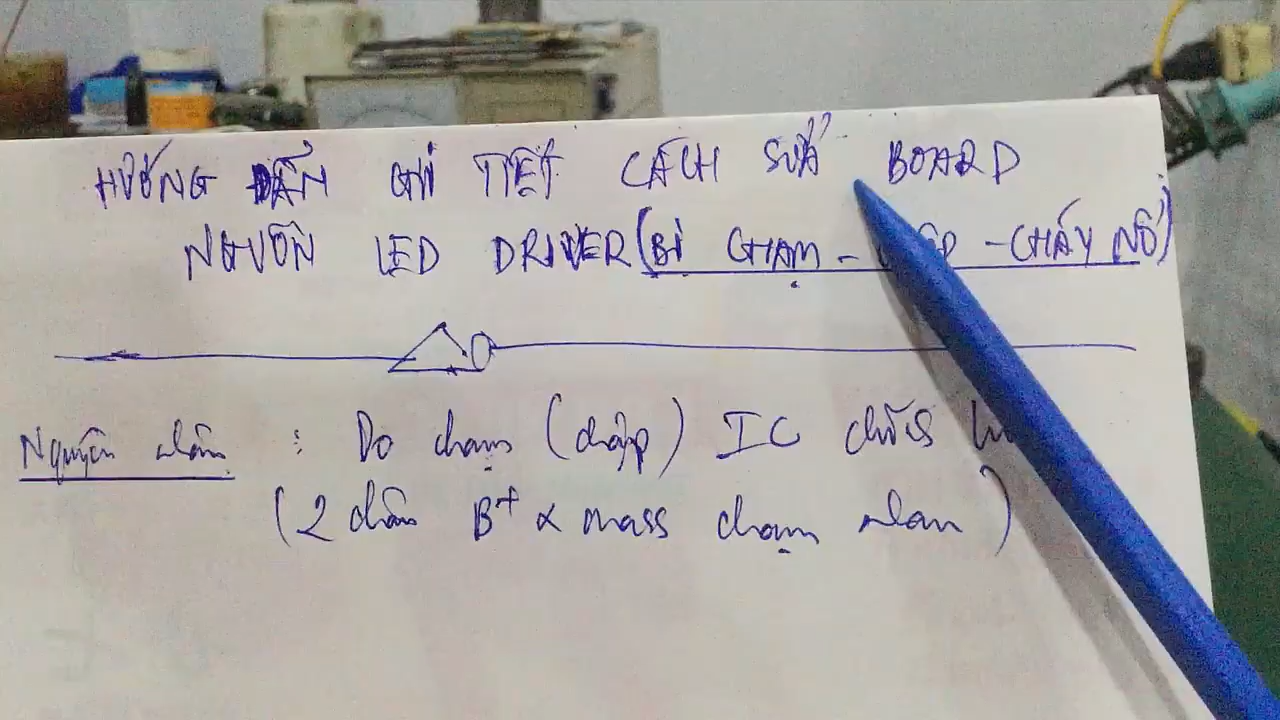 HƯỚNG DẪN CHI TIẾT CÁCH SỬA BOARD
NGUỒN LED DRIVER (BỊ CHẠM - - CHÁY NỔ)
Nguyên nhân : Do chạm (chập) IC
(2 chân B+ & mass chạm nhau)